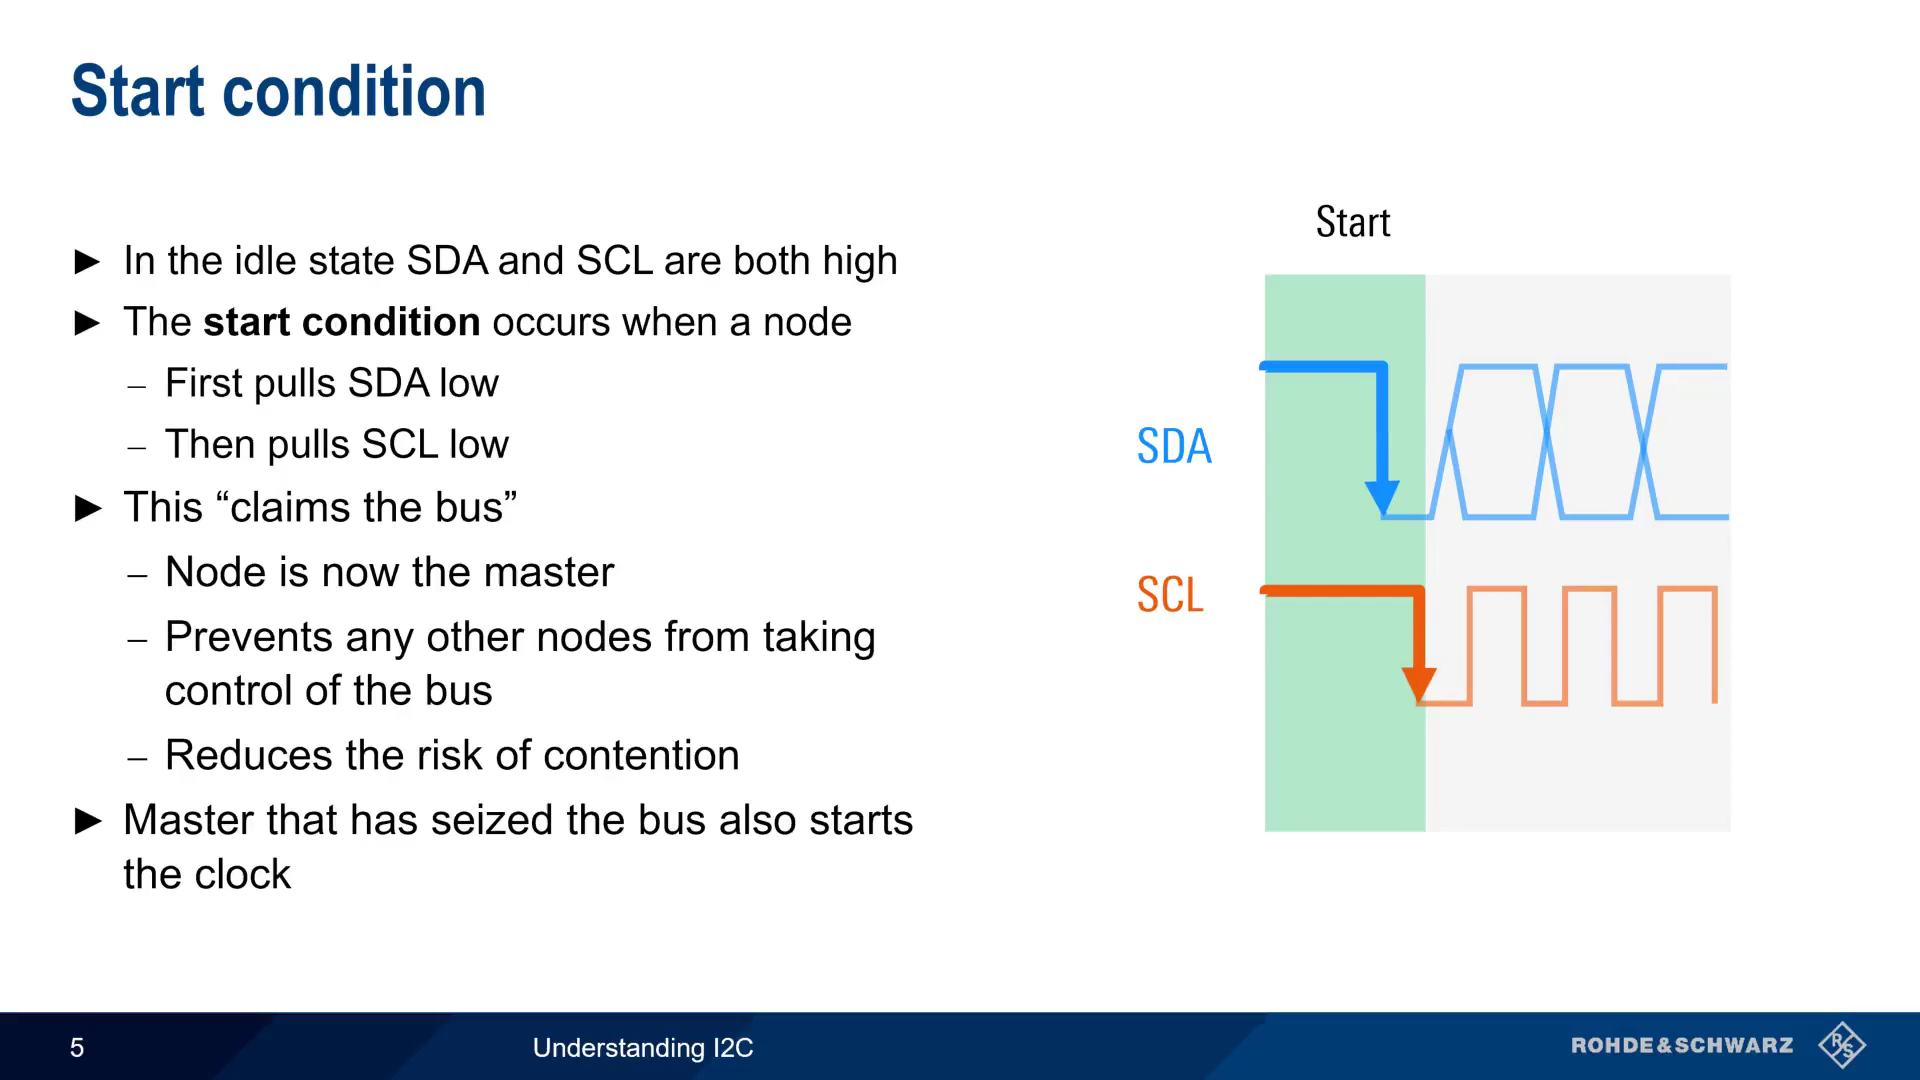 Start condition
► In the idle state SDA and SCL are both high
► The start condition occurs when a node
– First pulls SDA low
– Then pulls SCL low
► This “claims the bus”
– Node is now the master
– Prevents any other nodes from taking
control of the bus
– Reduces the risk of contention
► Master that has seized the bus also starts
the clock
Start
SDA
SCL
5
Understanding I2C
ROHDE&SCHWARZ
R S